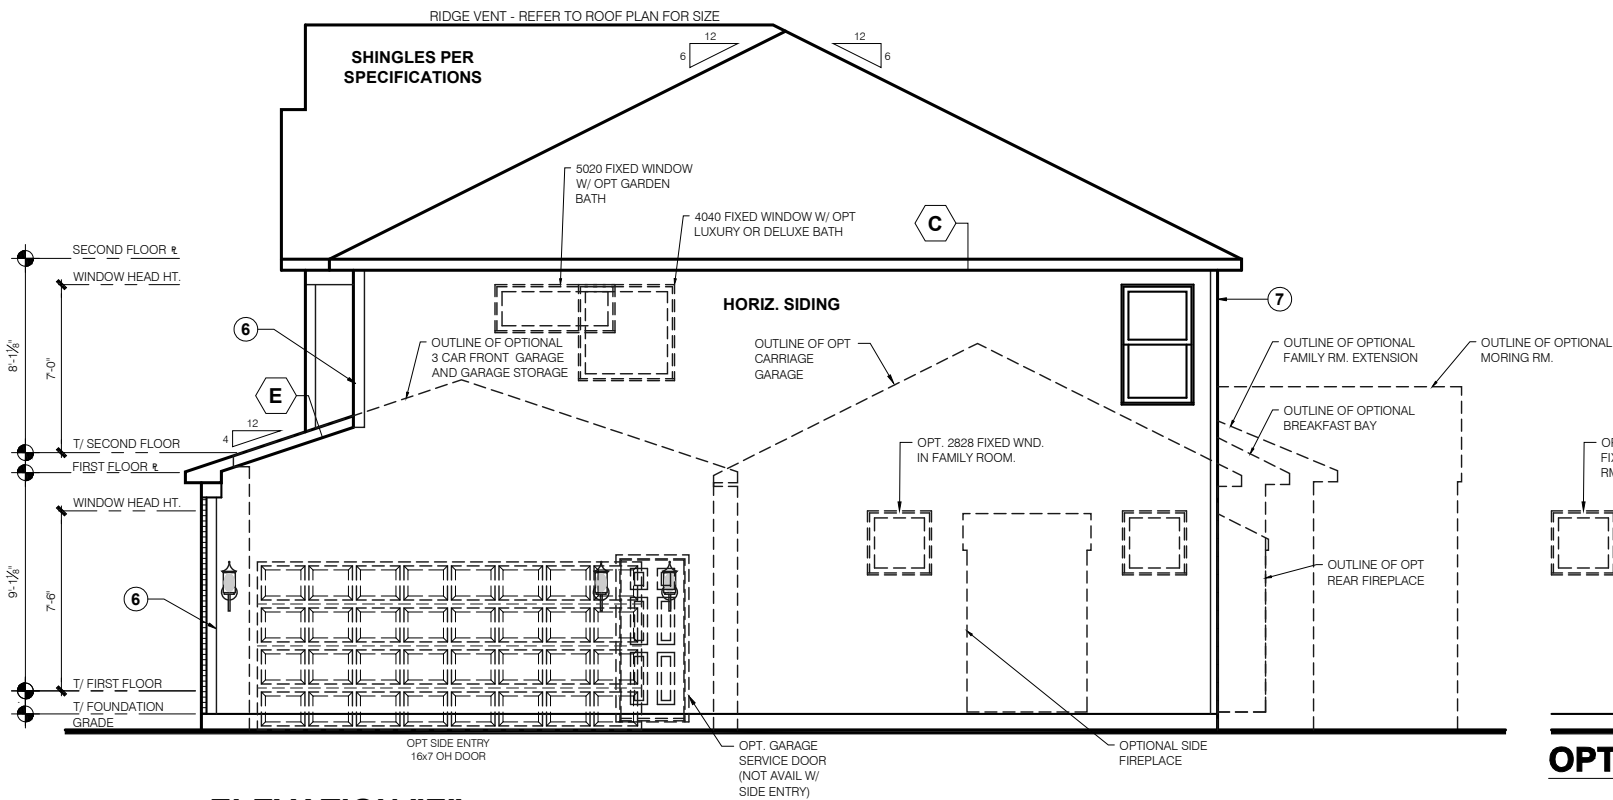 RIDGE VENT - REFER TO ROOF PLAN FOR SIZE
SHINGLES PER
SPECIFICATIONS
12
6
12
6
5020 FIXED WINDOW
W/ OPT GARDEN
BATH
4040 FIXED WINDOW W/ OPT
LUXURY OR DELUXE BATH
C
SECOND FLOOR ℄
WINDOW HEAD HT.
HORIZ. SIDING
7
6
OUTLINE OF OPTIONAL
3 CAR FRONT GARAGE
AND GARAGE STORAGE
OUTLINE OF OPT
CARRIAGE
GARAGE
OUTLINE OF OPTIONAL
FAMILY RM. EXTENSION
OUTLINE OF OPTIONAL
MORING RM.
8'-1⅛"
7'-0"
E
12
4
OUTLINE OF OPTIONAL
BREAKFAST BAY
T/ SECOND FLOOR
FIRST FLOOR ℄
OPT. 2828 FIXED WND.
IN FAMILY ROOM.
WINDOW HEAD HT.
9'-1⅛"
7'-6"
6
OUTLINE OF OPT
REAR FIREPLACE
T/ FIRST FLOOR
T/ FOUNDATION
GRADE
OPT SIDE ENTRY
16x7 OH DOOR
OPT. GARAGE
SERVICE DOOR
(NOT AVAIL W/
SIDE ENTRY)
OPTIONAL SIDE
FIREPLACE
OPT